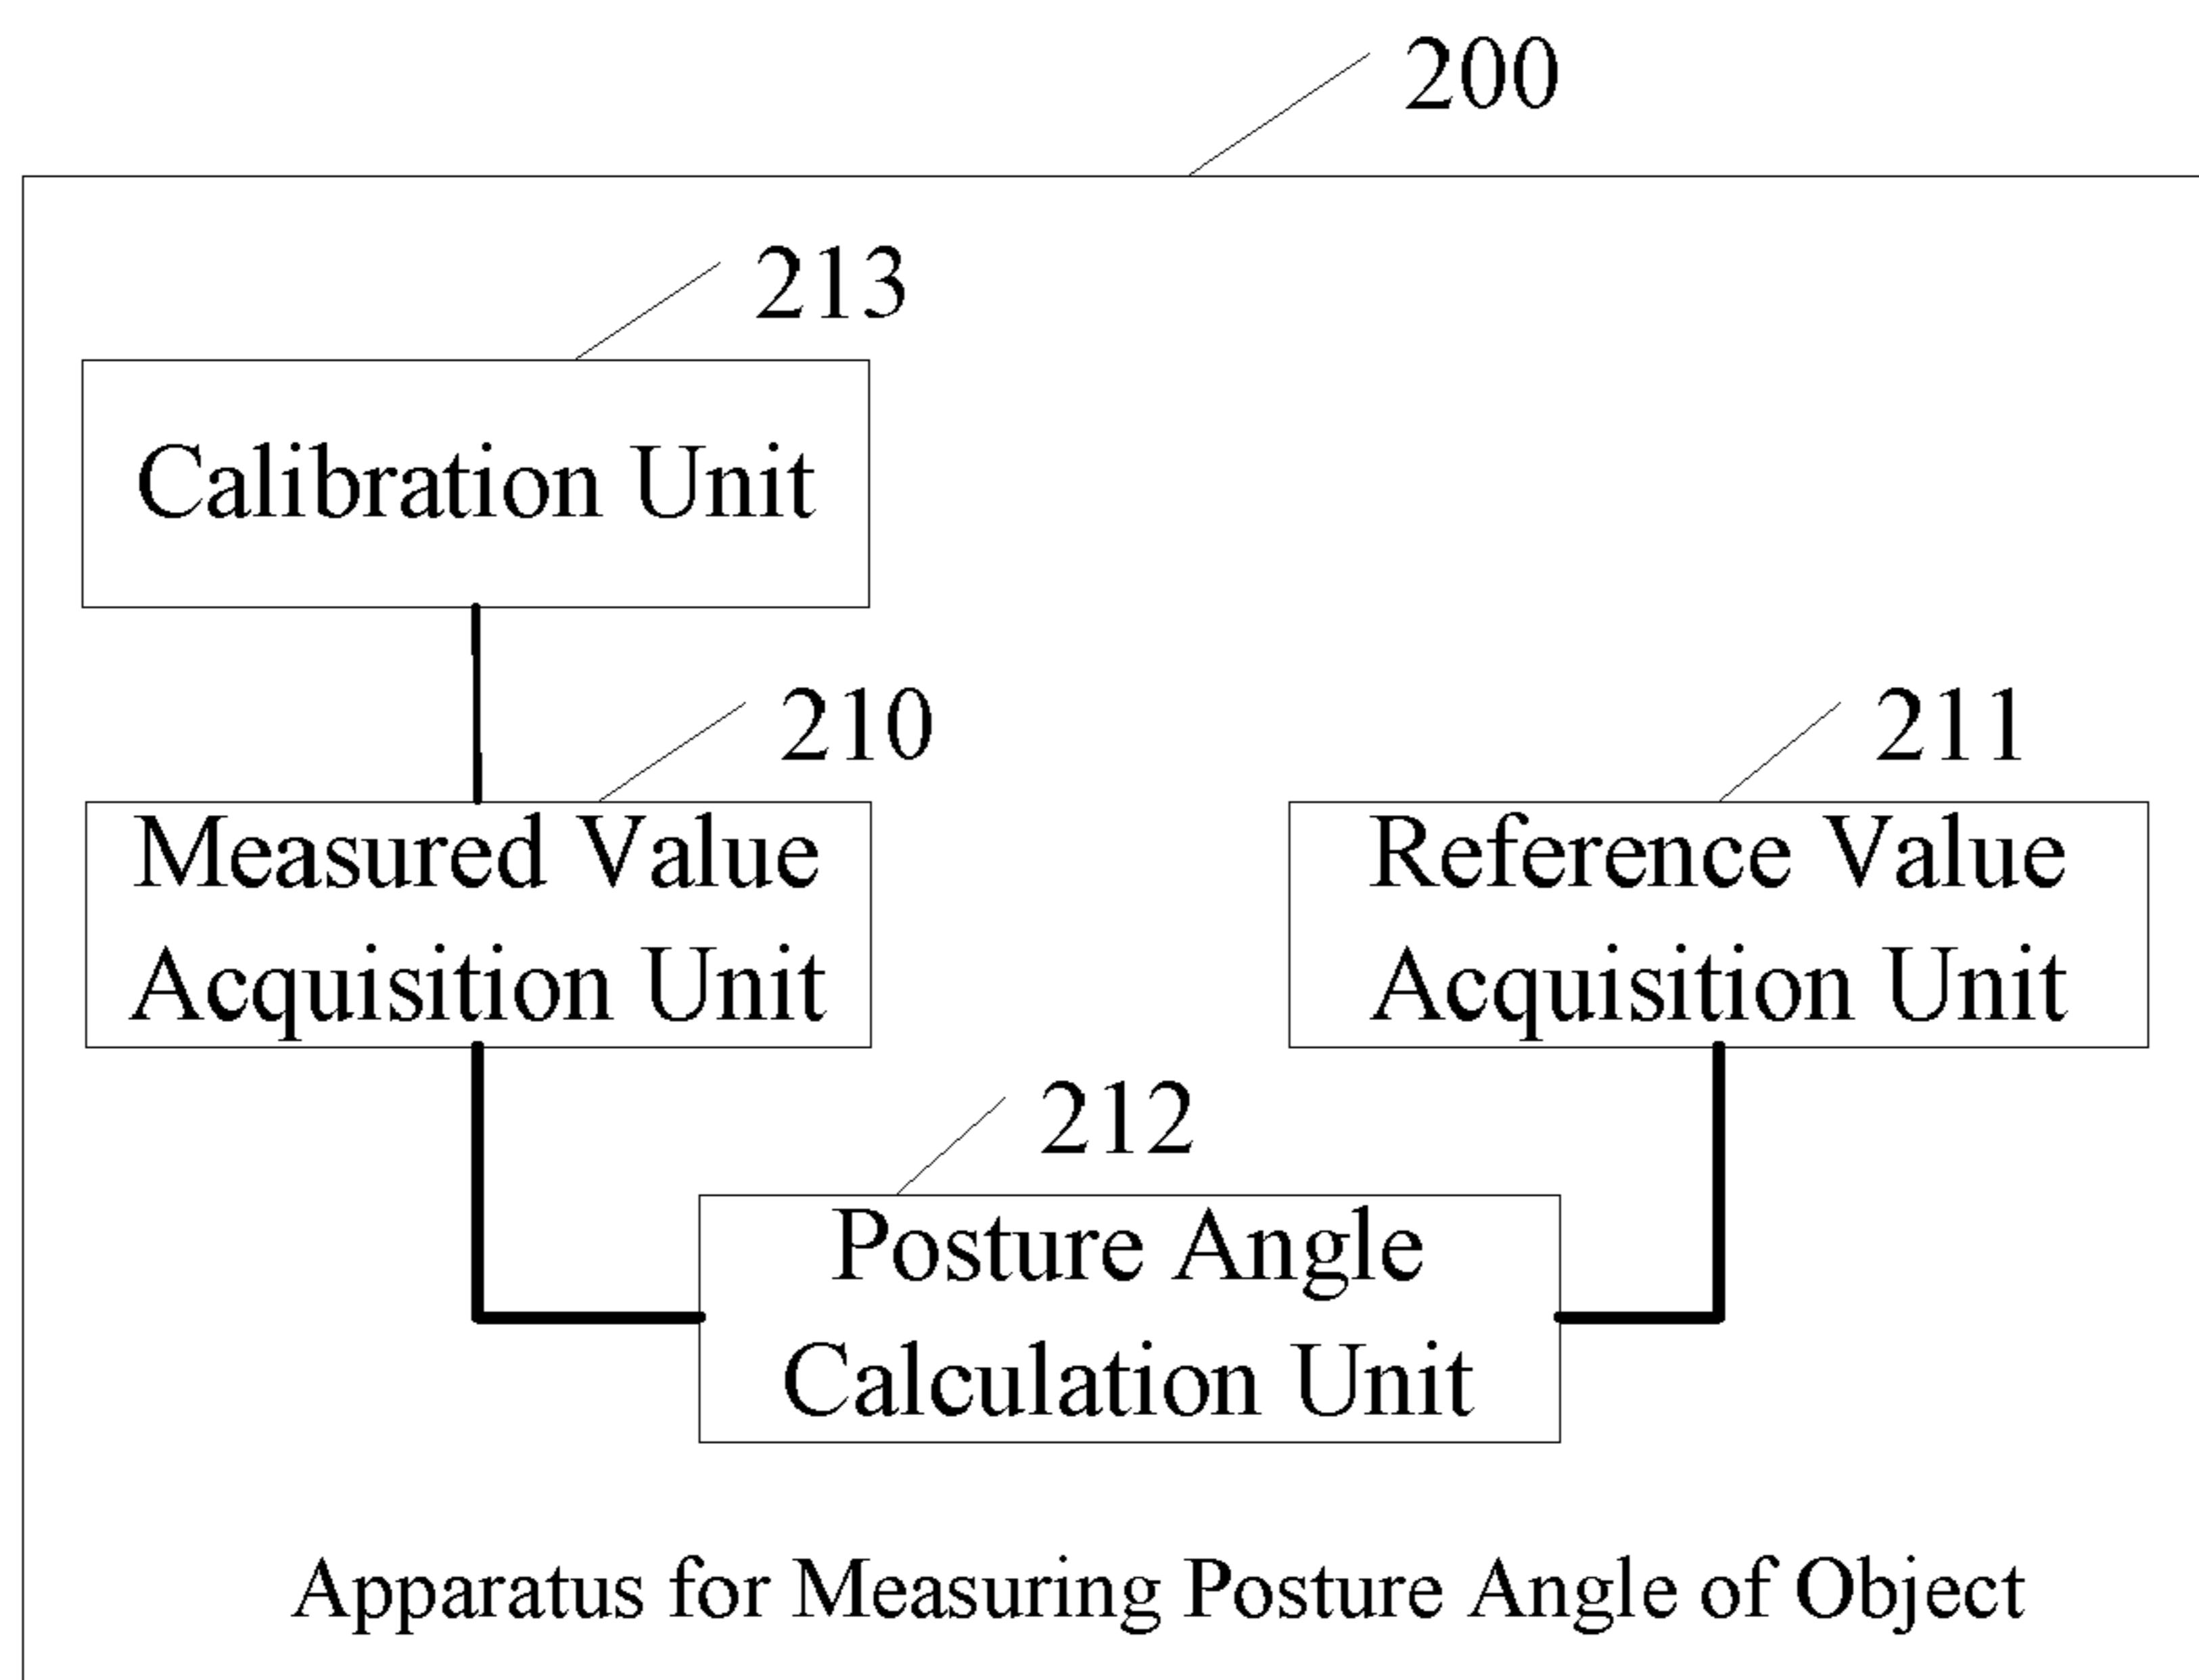 200
213
Calibration Unit
210
211
Measured Value
Acquisition Unit
Reference Value
Acquisition Unit
212
Posture Angle
Calculation Unit
Apparatus for Measuring Posture Angle of Object